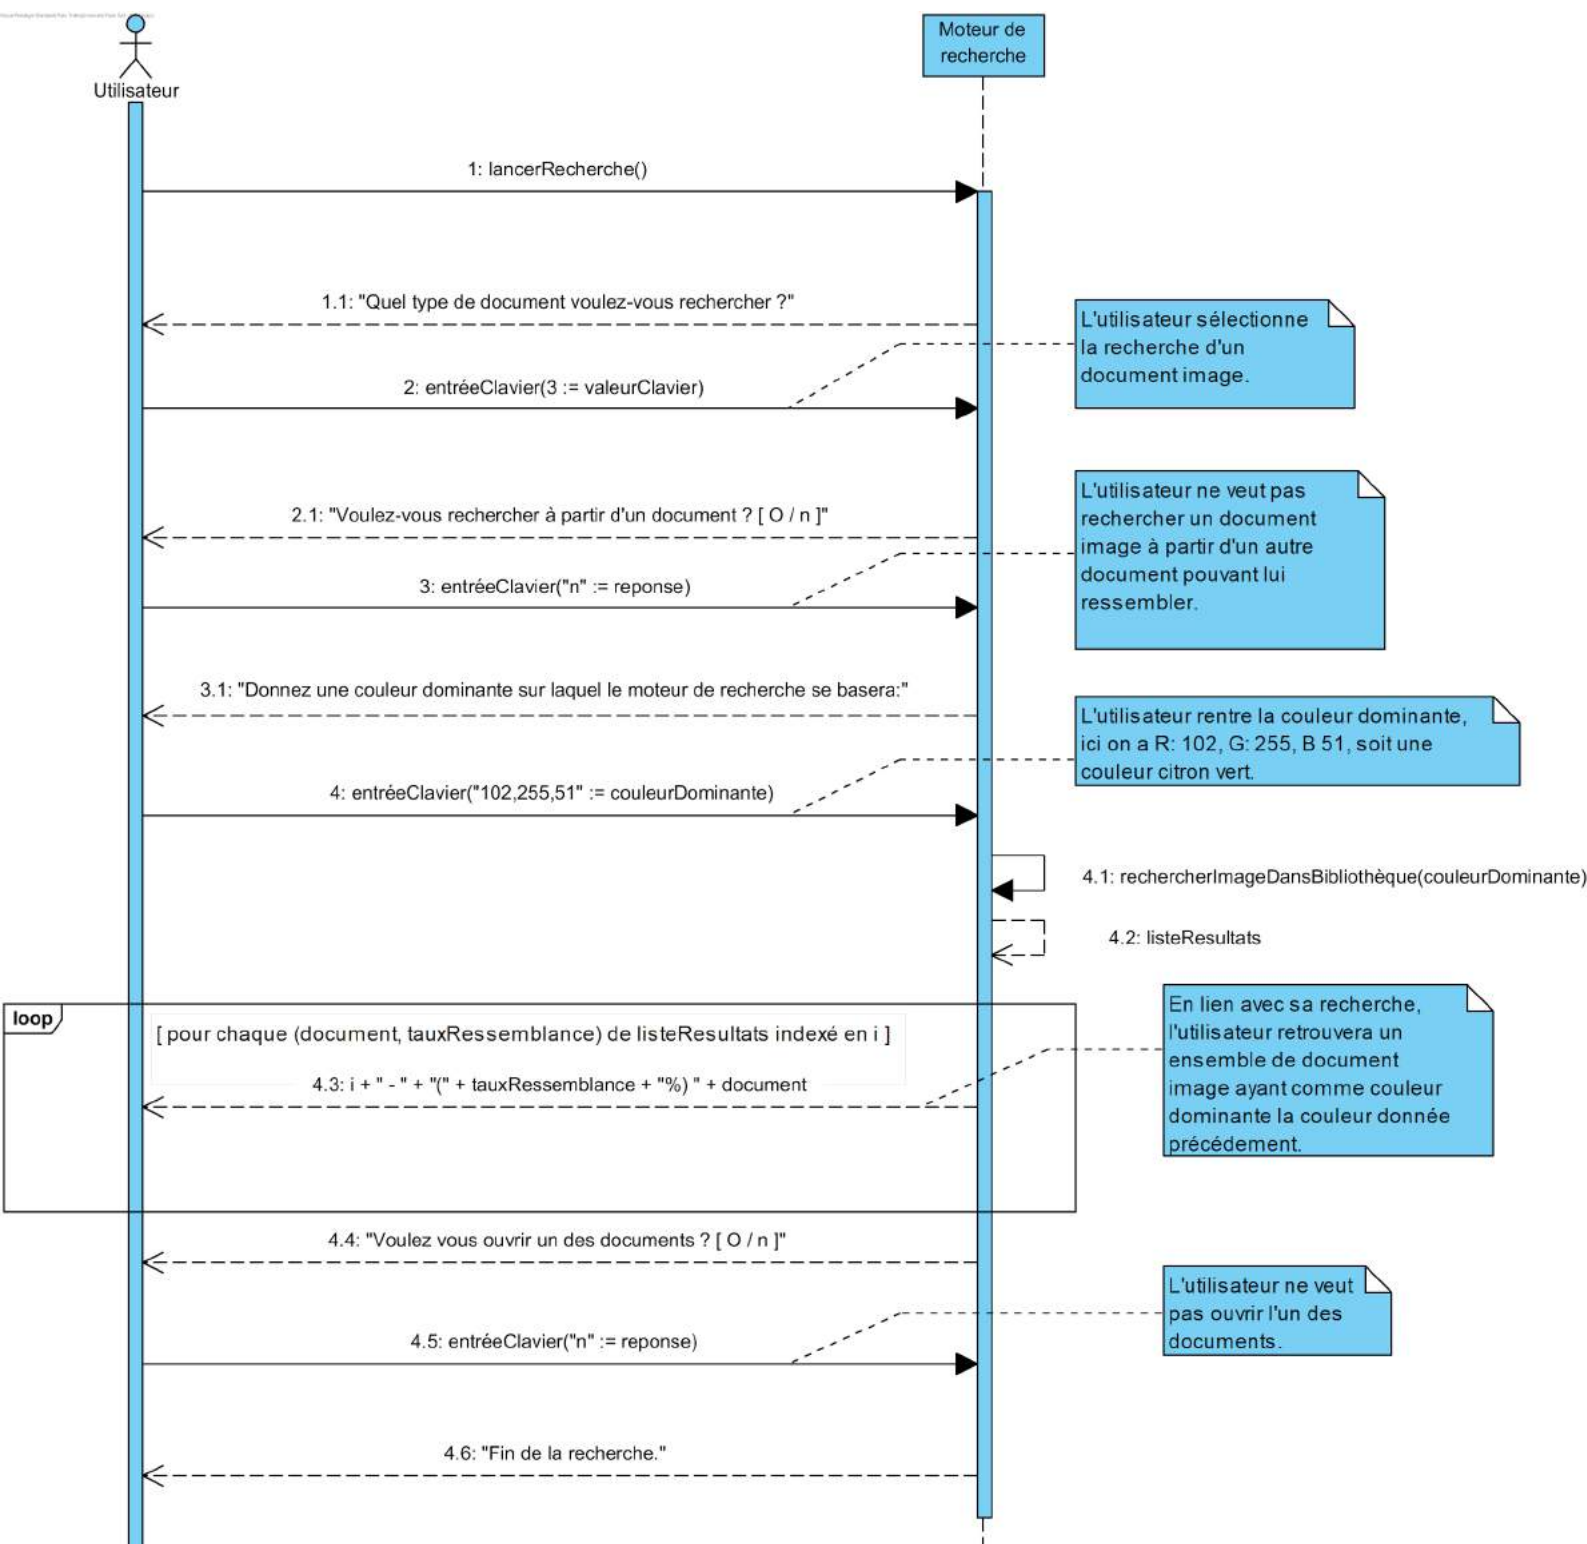 Utilisateur
Moteur de
recherche
1: lancerRecherche()
1.1: "Quel type de document voulez-vous rechercher ?"
L'utilisateur sélectionne
la recherche d'un
document image.
2: entréeClavier(3 := valeurClavier)
2.1: "Voulez-vous rechercher à partir d'un document ? [ O / n ]"
L'utilisateur ne veut pas
rechercher un document
image à partir d'un autre
document pouvant lui
ressembler.
3: entréeClavier("n" := reponse)
3.1: "Donnez une couleur dominante sur laquel le moteur de recherche se basera:"
L'utilisateur rentre la couleur dominante,
ici on a R: 102, G: 255, B 51, soit une
couleur citron vert.
4: entréeClavier("102,255,51" := couleurDominante)
4.1: rechercherImageDansBibliothèque(couleurDominante)
4.2: listeResultats
loop
[ pour chaque (document, tauxRessemblance) de listeResultats indexé en i ]
4.3: i + " - " + "(" + tauxRessemblance + "%) " + document
En lien avec sa recherche,
l'utilisateur retrouvera un
ensemble de document
image ayant comme couleur
dominante la couleur donnée
précédement.
4.4: "Voulez vous ouvrir un des documents ? [ O / n ]"
L'utilisateur ne veut
pas ouvrir l'un des
documents.
4.5: entréeClavier("n" := reponse)
4.6: "Fin de la recherche."